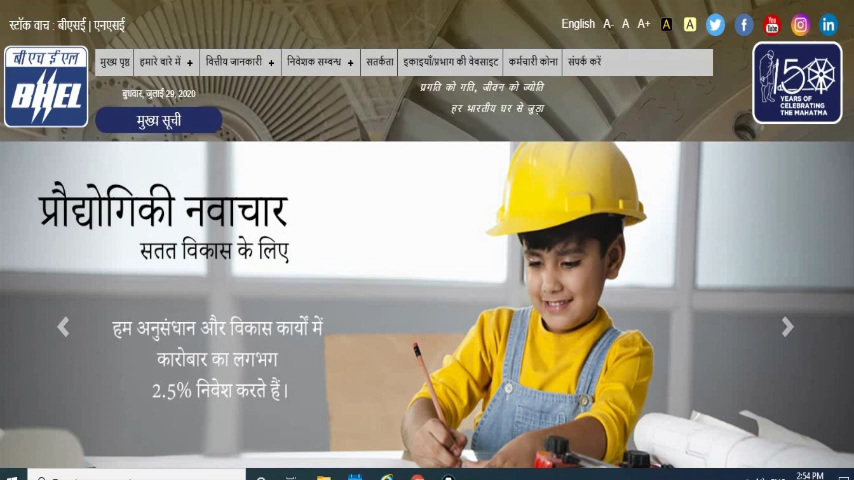 स्टॉक वाच : बीएसई | एनएसई
English A- A A+ A A
You Tube
बी एच ई एल
BHEL
मुख्य पृष्ठ हमारे बारे में + वित्तीय जानकारी + निवेशक सम्बन्ध + सतर्कता इकाइयाँ/प्रभाग की वेबसाइट कर्मचारी कोना संपर्क करें
बुधवार, जुलाई 29, 2020
प्रगति को गति, जीवन को ज्योति
हर भारतीय घर से जुड़ा
मुख्य सूची
150
YEARS OF
CELEBRATING
THE MAHATMA
प्रौद्योगिकी नवाचार
सतत विकास के लिए
हम अनुसंधान और विकास कार्यों में
कारोबार का लगभग
2.5% निवेश करते हैं।
2:54 PM